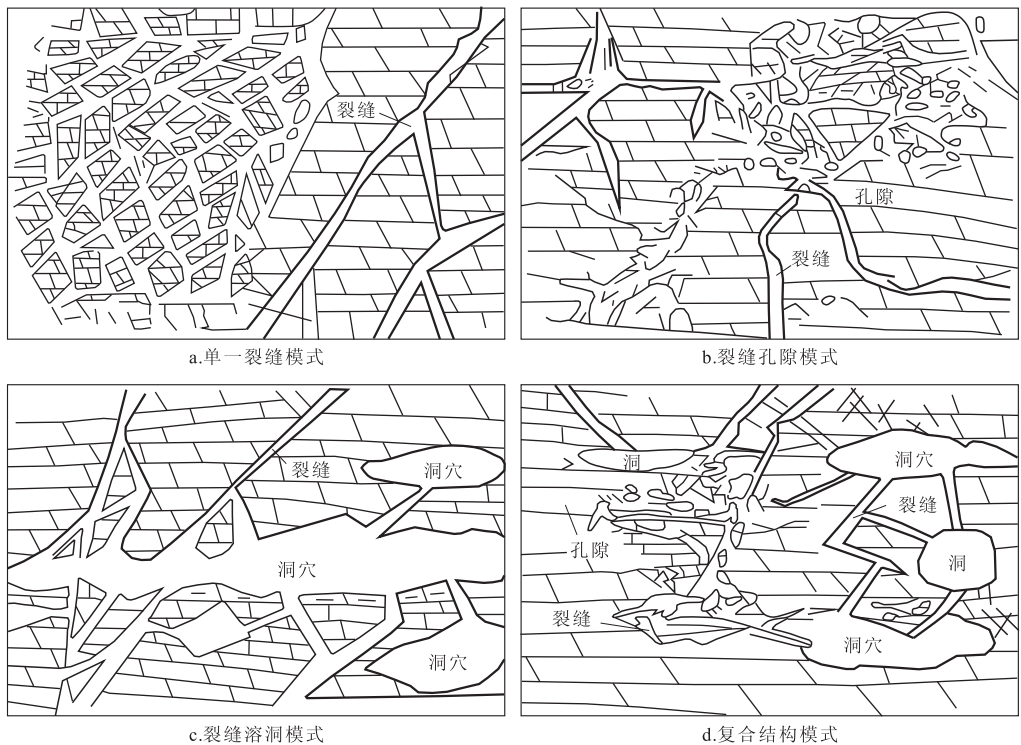 裂缝
a.单一裂缝模式
孔隙
裂缝
b.裂缝孔隙模式
裂缝
洞穴
洞穴
洞穴
c.裂缝溶洞模式
洞
洞穴
裂缝
孔隙
洞
裂缝
洞穴
d.复合结构模式